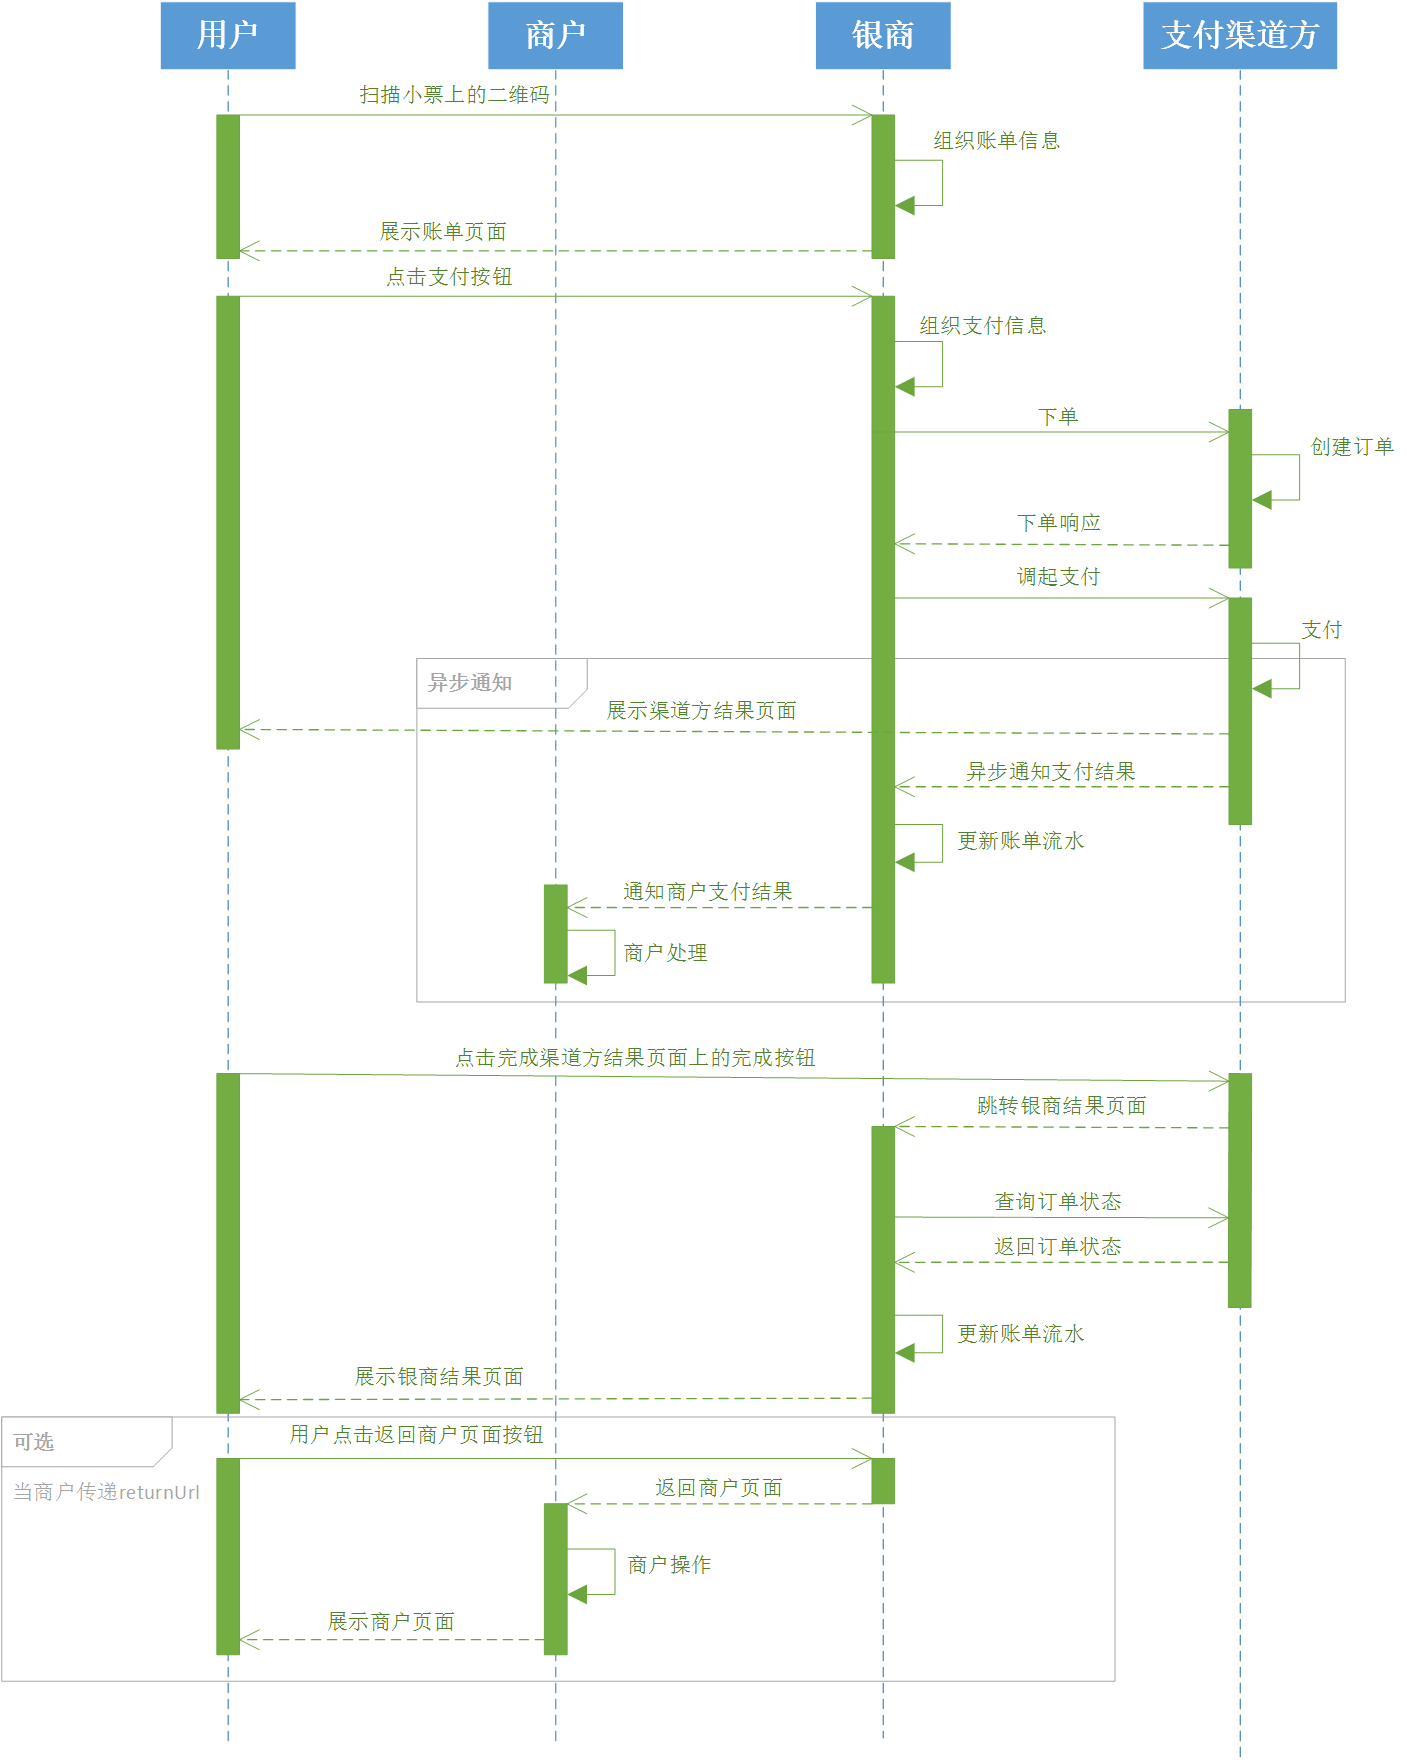 用户
商户
银商
支付渠道方
扫描小票上的二维码
组织账单信息
展示账单页面
点击支付按钮
组织支付信息
下单
创建订单
下单响应
调起支付
支付
异步通知
展示渠道方结果页面
异步通知支付结果
更新账单流水
通知商户支付结果
商户处理
点击完成渠道方结果页面上的完成按钮
跳转银商结果页面
查询订单状态
返回订单状态
更新账单流水
展示银商结果页面
可选
用户点击返回商户页面按钮
当商户传递returnUrl
返回商户页面
商户操作
展示商户页面